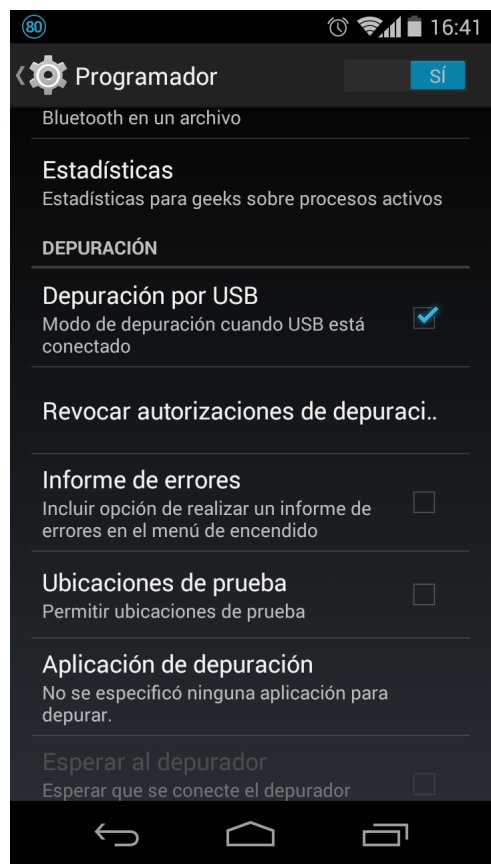 80
16:41
Programador
SÍ
Bluetooth en un archivo
Estadísticas
Estadísticas para geeks sobre procesos activos
DEPURACIÓN
Depuración por USB
Modo de depuración cuando USB está
conectado
Revocar autorizaciones de depuraci..
Informe de errores
Incluir opción de realizar un informe de
errores en el menú de encendido
Ubicaciones de prueba
Permitir ubicaciones de prueba
Aplicación de depuración
No se especificó ninguna aplicación para
depurar.
Esperar al depurador
Esperar que se conecte el depurador